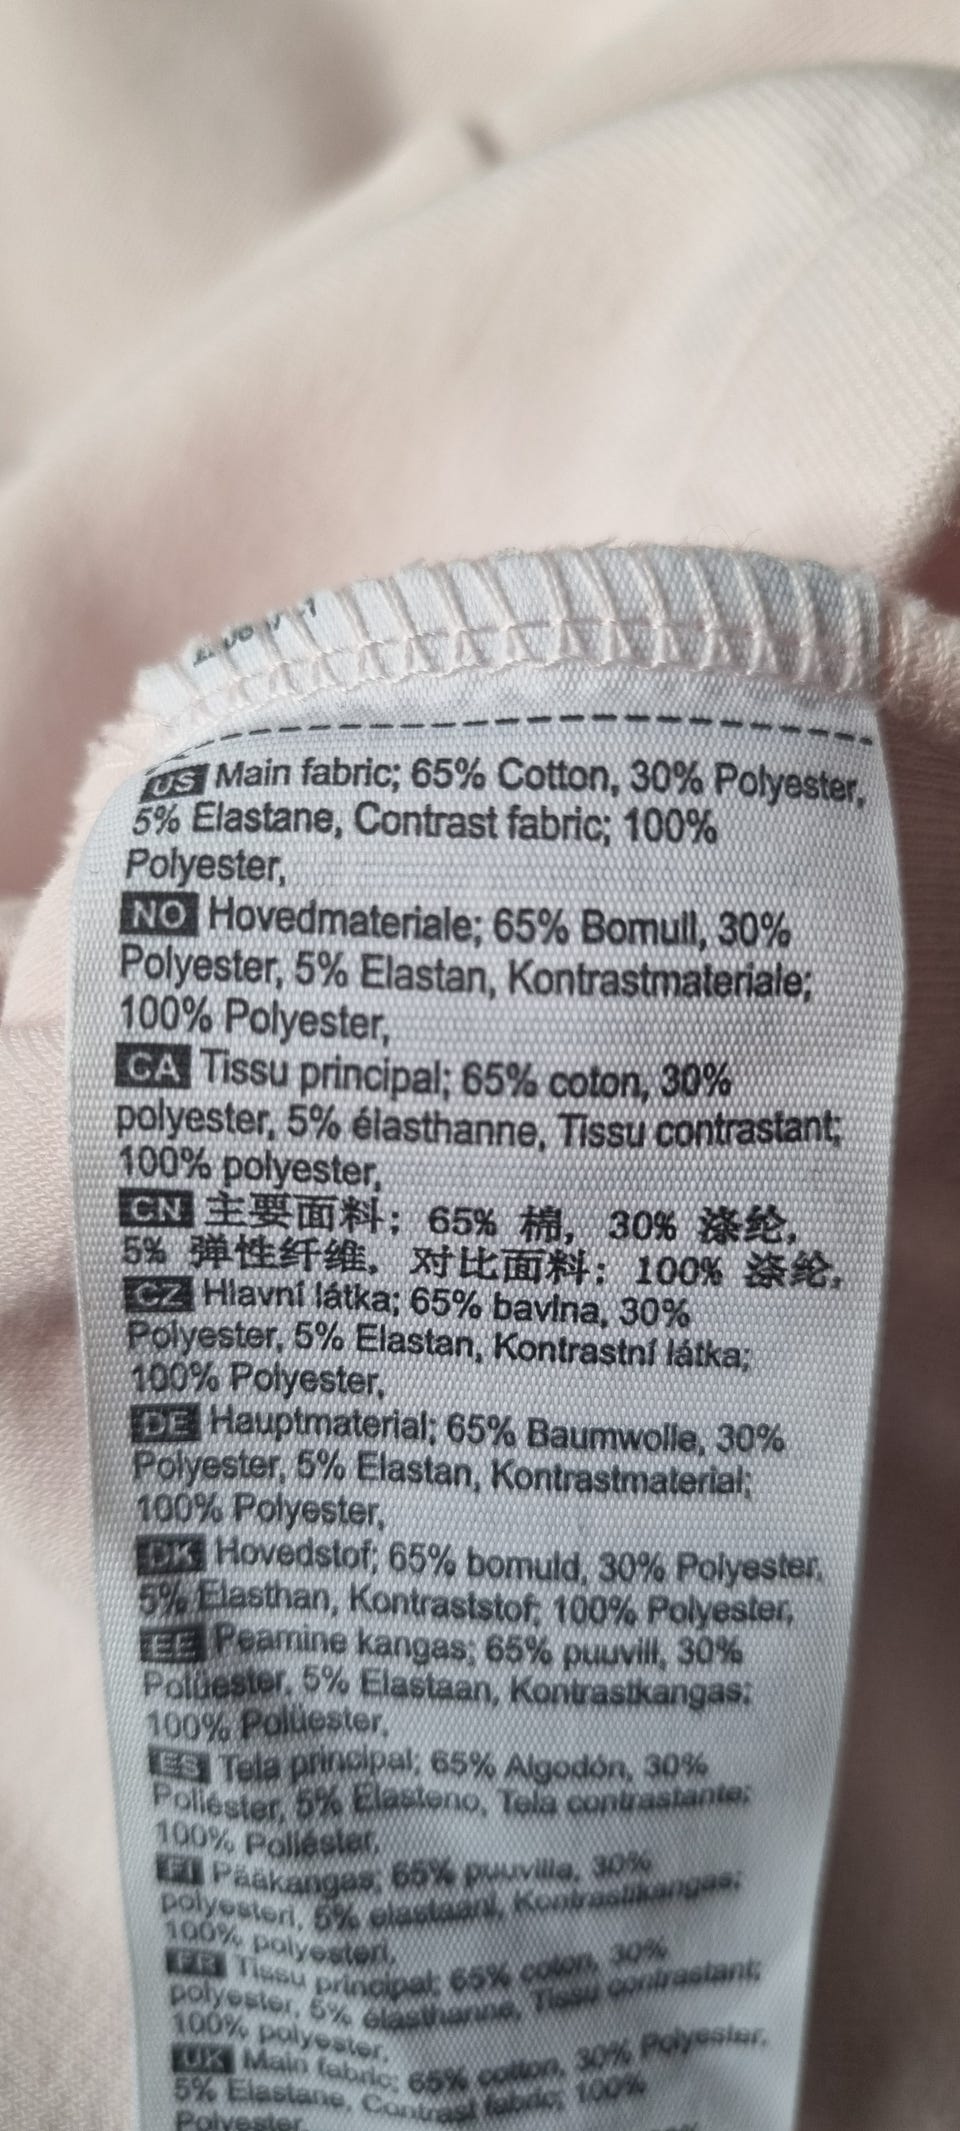 US Main fabric; 65% Cotton, 30% Polyester,
5% Elastane, Contrast fabric; 100%
Polyester,
NO Hovedmateriale; 65% Bomull, 30%
Polyester, 5% Elastan, Kontrastmateriale;
100% Polyester,
CA Tissu principal; 65% coton, 30%
polyester, 5% élasthanne, Tissu contrastant;
100% polyester,
CN 主要面料; 65% 棉, 30% 涤纶,
5% 弹性纤维, 对比面料; 100% 涤纶,
CZ Hlavní látka; 65% bavlna, 30%
Polyester, 5% Elastan, Kontrastní látka;
100% Polyester,
DE Hauptmaterial; 65% Baumwolle, 30%
Polyester, 5% Elastan, Kontrastmaterial;
100% Polyester,
DK Hovedstof; 65% bomuld, 30% Polyester,
5% Elasthan, Kontraststof; 100% Polyester,
EE Peamine kangas; 65% puuvill, 30%
Polüester, 5% Elastaan, Kontrastkangas;
100% Polüester,
ES Tela principal; 65% Algodón, 30%
Poliéster, 5% Elasteno, Tela contrastante;
100% Poliéster,
FI Pääkangas; 65% puuvilla, 30%
polyesteri, 5% elastaani, Kontrastikangas;
100% polyesteri,
FR Tissu principal; 65% coton, 30%
polyester, 5% élasthanne, Tissu contrastant;
100% polyester,
UK Main fabric; 65% cotton, 30% Polyester,
5% Elastane, Contrast fabric; 100%
Polyester